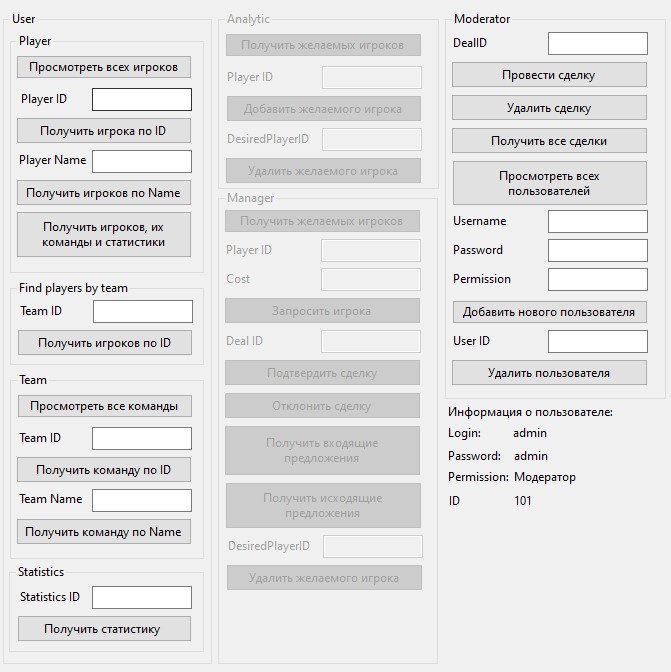 User
Player
Просмотреть всех игроков
Player ID
Получить игрока по ID
Player Name
Получить игроков по Name
Получить игроков, их
команды и статистики
Find players by team
Team ID
Получить игроков по ID
Team
Просмотреть все команды
Team ID
Получить команду по ID
Team Name
Получить команду по Name
Statistics
Statistics ID
Получить статистику
Analytic
Получить желаемых игроков
Player ID
Добавить желаемого игрока
DesiredPlayerID
Удалить желаемого игрока
Manager
Получить желаемых игроков
Player ID
Cost
Запросить игрока
Deal ID
Подтвердить сделку
Отклонить сделку
Получить входящие
предложения
Получить исходящие
предложения
DesiredPlayerID
Удалить желаемого игрока
Moderator
DealID
Провести сделку
Удалить сделку
Получить все сделки
Просмотреть всех
пользователей
Username
Password
Permission
Добавить нового пользователя
User ID
Удалить пользователя
Информация о пользователе:
Login: admin
Password: admin
Permission: Модератор
ID 101